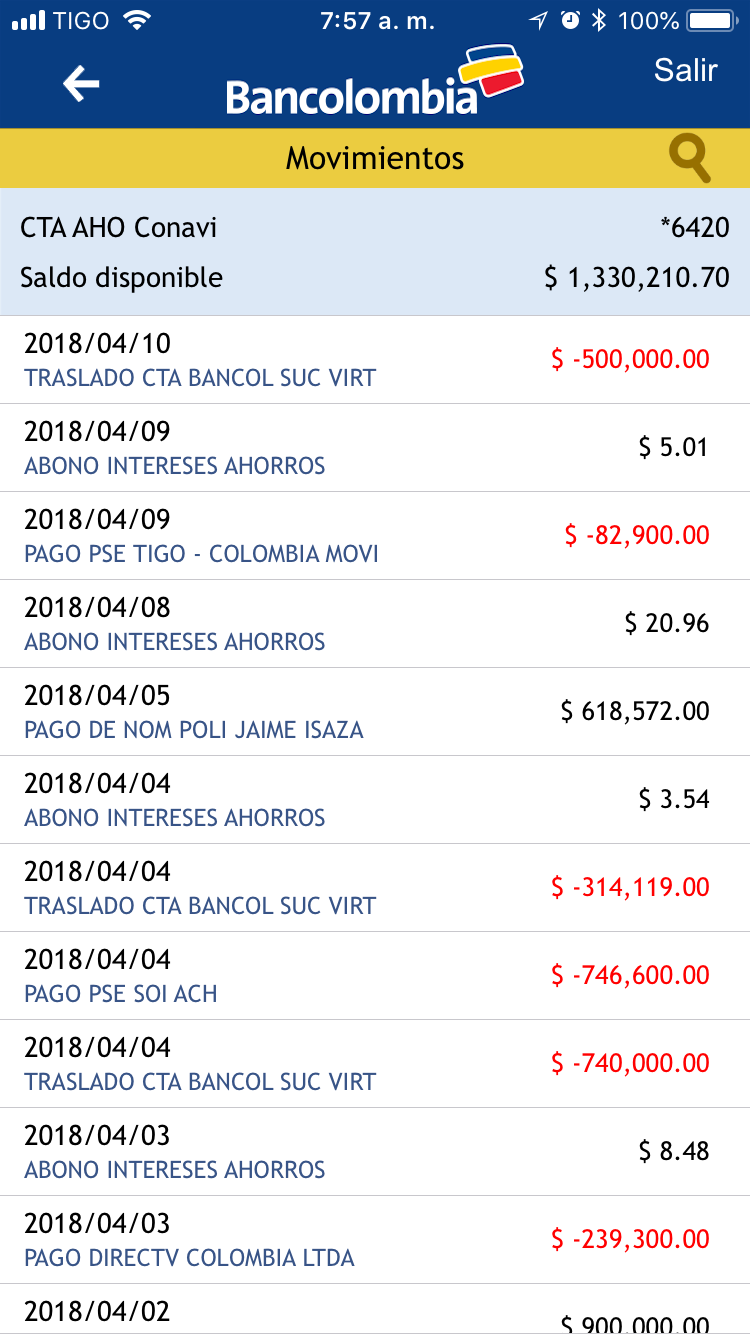 TIGO 7:57 a. m. 100%
Bancolombia Salir
Movimientos
CTA AHO Conavi *6420
Saldo disponible $ 1,330,210.70
2018/04/10
TRASLADO CTA BANCOL SUC VIRT $ -500,000.00
2018/04/09
ABONO INTERESES AHORROS $ 5.01
2018/04/09
PAGO PSE TIGO - COLOMBIA MOVI $ -82,900.00
2018/04/08
ABONO INTERESES AHORROS $ 20.96
2018/04/05
PAGO DE NOM POLI JAIME ISAZA $ 618,572.00
2018/04/04
ABONO INTERESES AHORROS $ 3.54
2018/04/04
TRASLADO CTA BANCOL SUC VIRT $ -314,119.00
2018/04/04
PAGO PSE SOI ACH $ -746,600.00
2018/04/04
TRASLADO CTA BANCOL SUC VIRT $ -740,000.00
2018/04/03
ABONO INTERESES AHORROS $ 8.48
2018/04/03
PAGO DIRECTV COLOMBIA LTDA $ -239,300.00
2018/04/02
$ 900,000.00